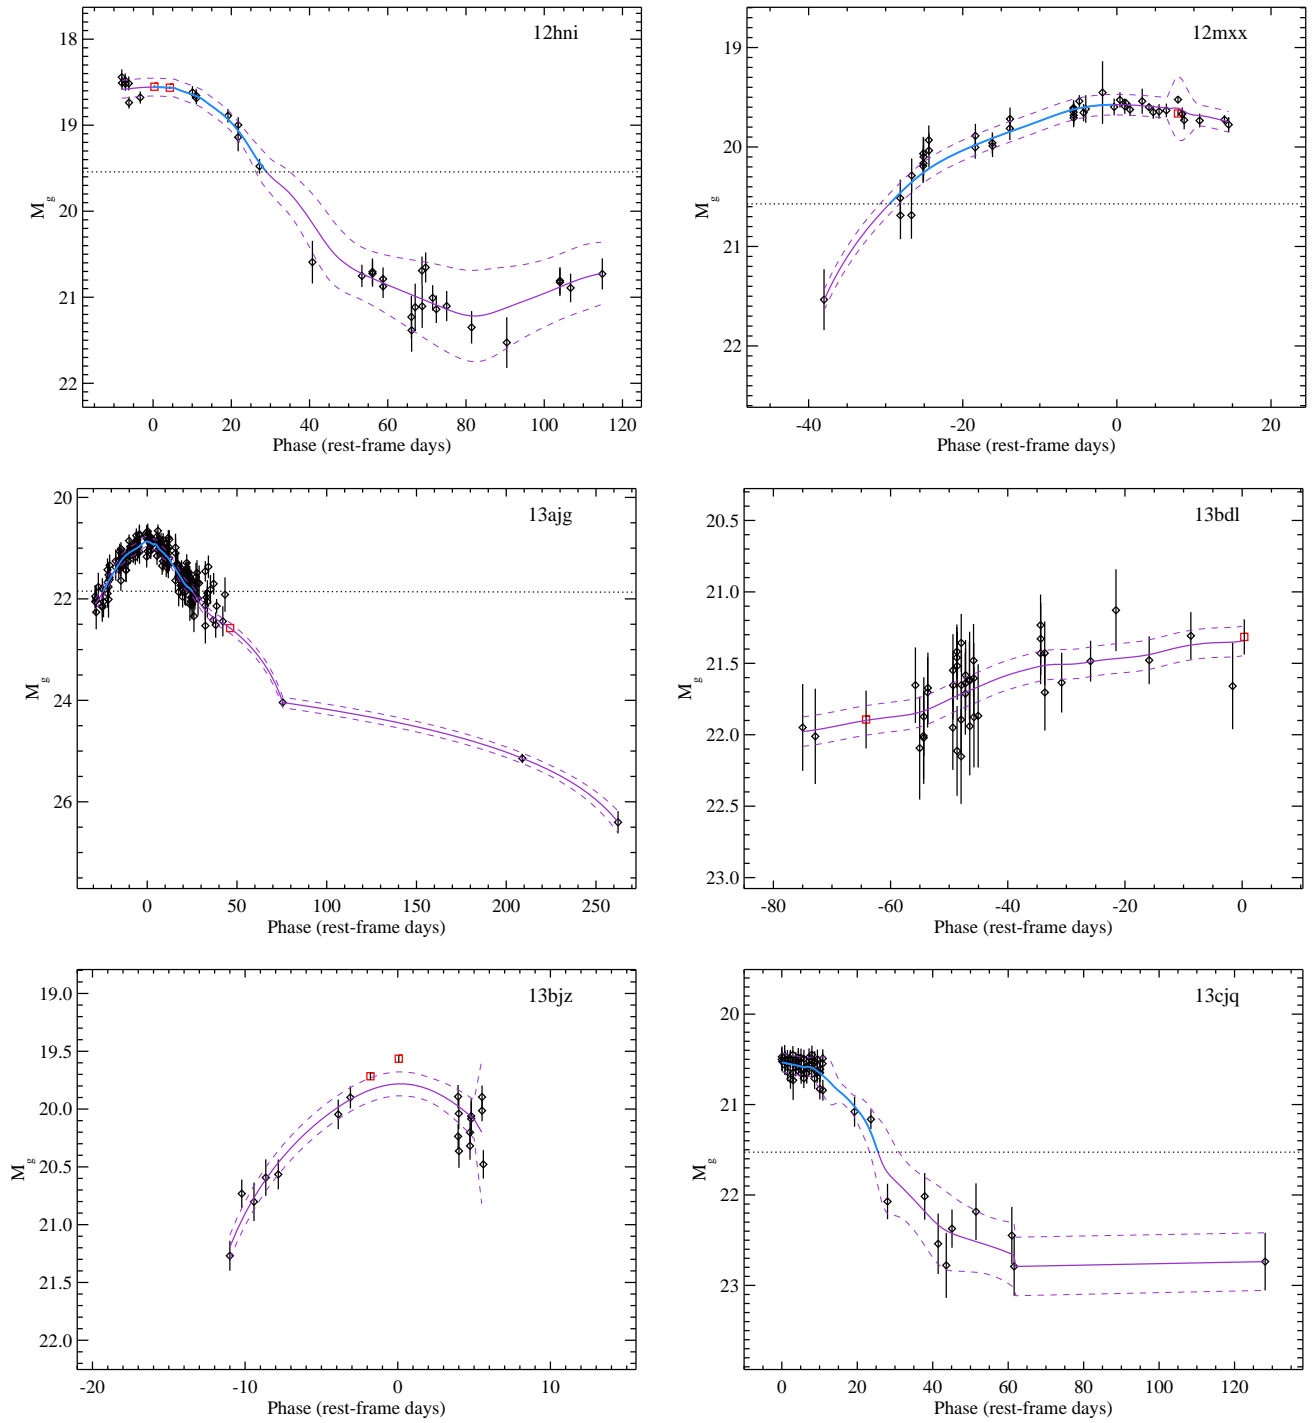 12hni
18
19
20
21
22
M_g
0 20 40 60 80 100 120
Phase (rest-frame days)
12mxx
19
20
21
22
M_g
-40 -20 0 20
Phase (rest-frame days)
13ajg
20
22
24
26
M_g
0 50 100 150 200 250
Phase (rest-frame days)
13bdl
20.5
21.0
21.5
22.0
22.5
23.0
M_g
-80 -60 -40 -20 0
Phase (rest-frame days)
13bjz
19.0
19.5
20.0
20.5
21.0
21.5
22.0
M_g
-20 -10 0 10
Phase (rest-frame days)
13cjq
20
21
22
23
M_g
0 20 40 60 80 100 120
Phase (rest-frame days)